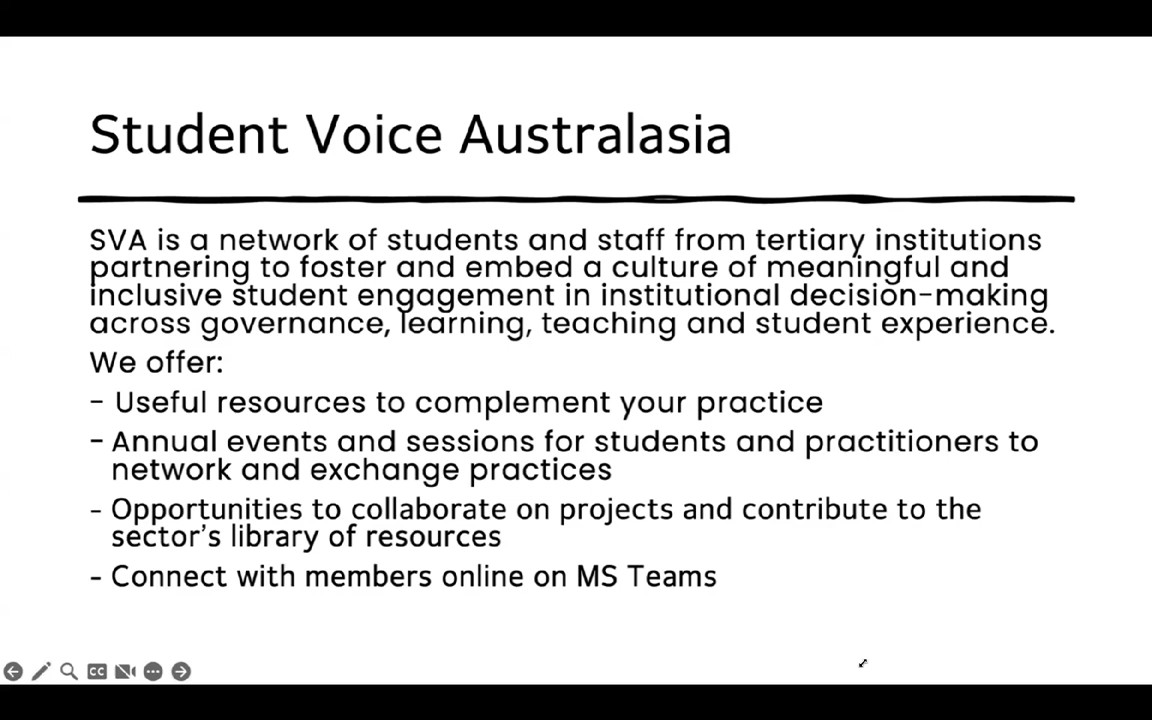 Student Voice Australasia
SVA is a network of students and staff from tertiary institutions
partnering to foster and embed a culture of meaningful and
inclusive student engagement in institutional decision-making
across governance, learning, teaching and student experience.
We offer:
- Useful resources to complement your practice
- Annual events and sessions for students and practitioners to
network and exchange practices
- Opportunities to collaborate on projects and contribute to the
sector's library of resources
- Connect with members online on MS Teams
CC